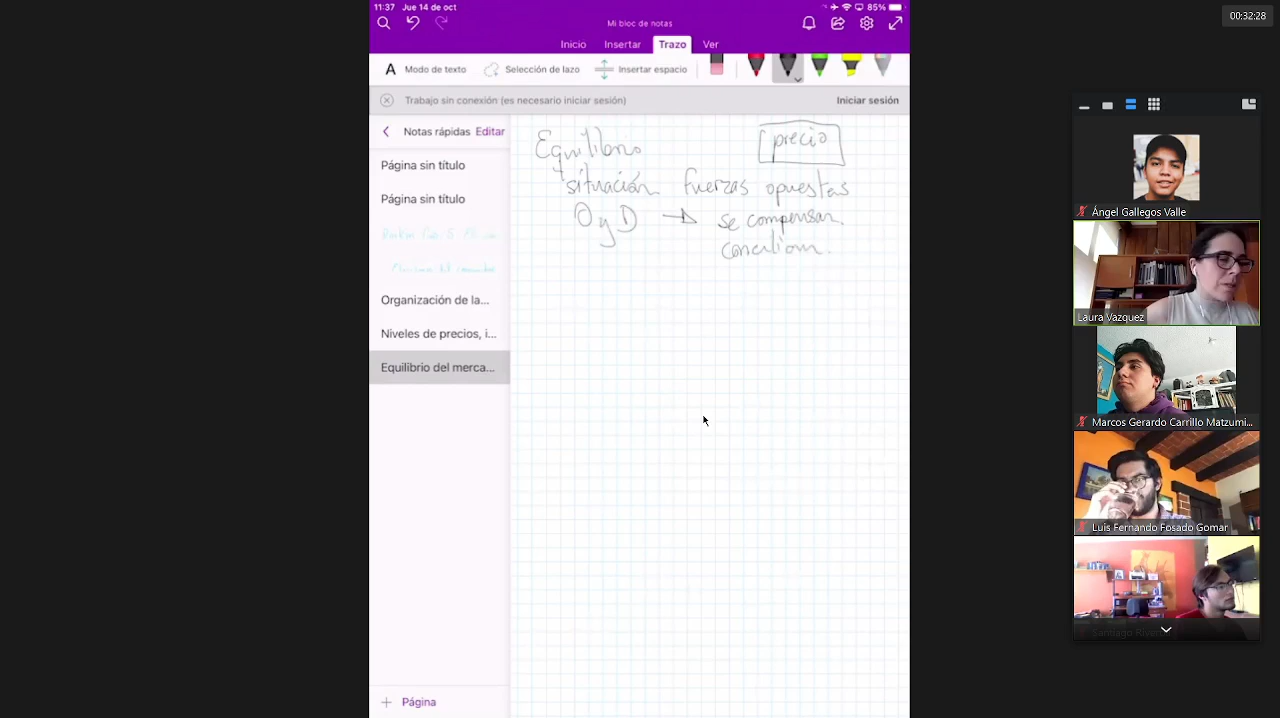 11:37 Jue 14 de oct
85%
00:32:28
Mi bloc de notas
Inicio Insertar Trazo Ver
A Modo de texto Selección de lazo Insertar espacio
Trabajo sin conexión (es necesario iniciar sesión) Iniciar sesión
Notas rápidas Editar
Página sin título
Página sin título
Organización de la...
Niveles de precios, i...
Equilibrio del merca...
Página
Equilibrio precio
situación fuerzas opuestas
O y D → se compensan.
concilian.
Ángel Gallegos Valle
Laura Vazquez
Marcos Gerardo Carrillo Matzumi...
Luis Fernando Fosado Gomar